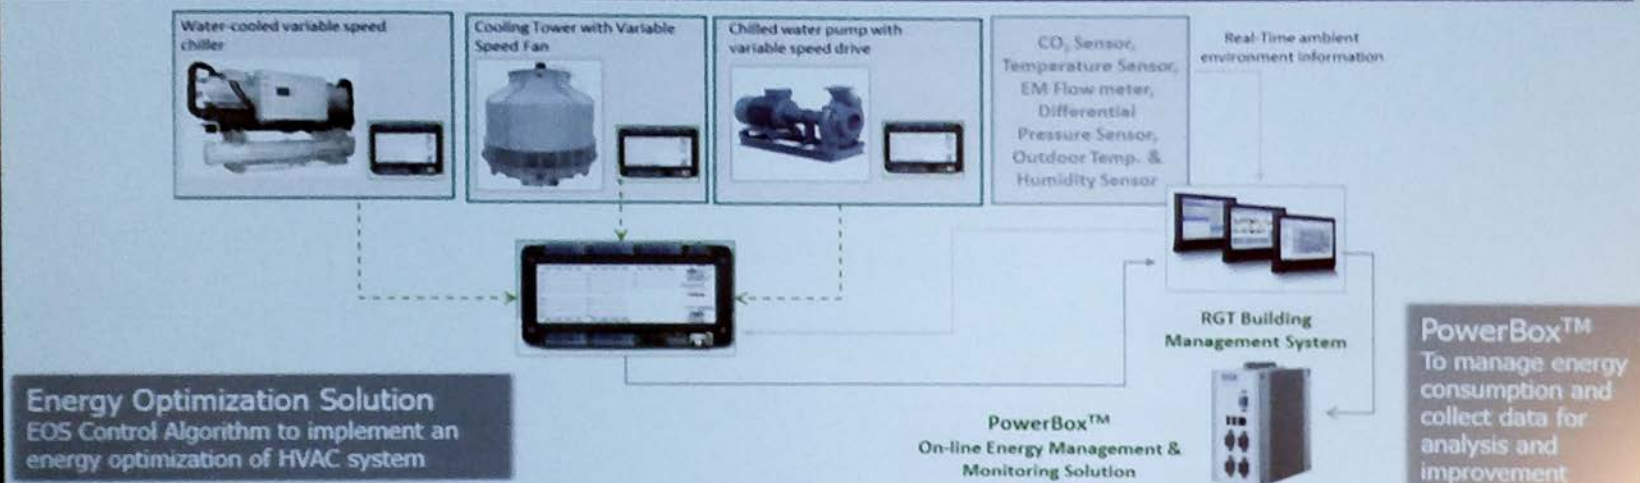 Water-cooled variable speed
chiller
Cooling Tower with Variable
Speed Fan
Chilled water pump with
variable speed drive
CO₂ Sensor,
Temperature Sensor,
EM Flow meter,
Differential
Pressure Sensor,
Outdoor Temp. &
Humidity Sensor
Real-Time ambient
environment information
RGT Building
Management System
Energy Optimization Solution
EOS Control Algorithm to implement an
energy optimization of HVAC system
PowerBox™
On-line Energy Management &
Monitoring Solution
PowerBox™
To manage energy
consumption and
collect data for
analysis and
improvement